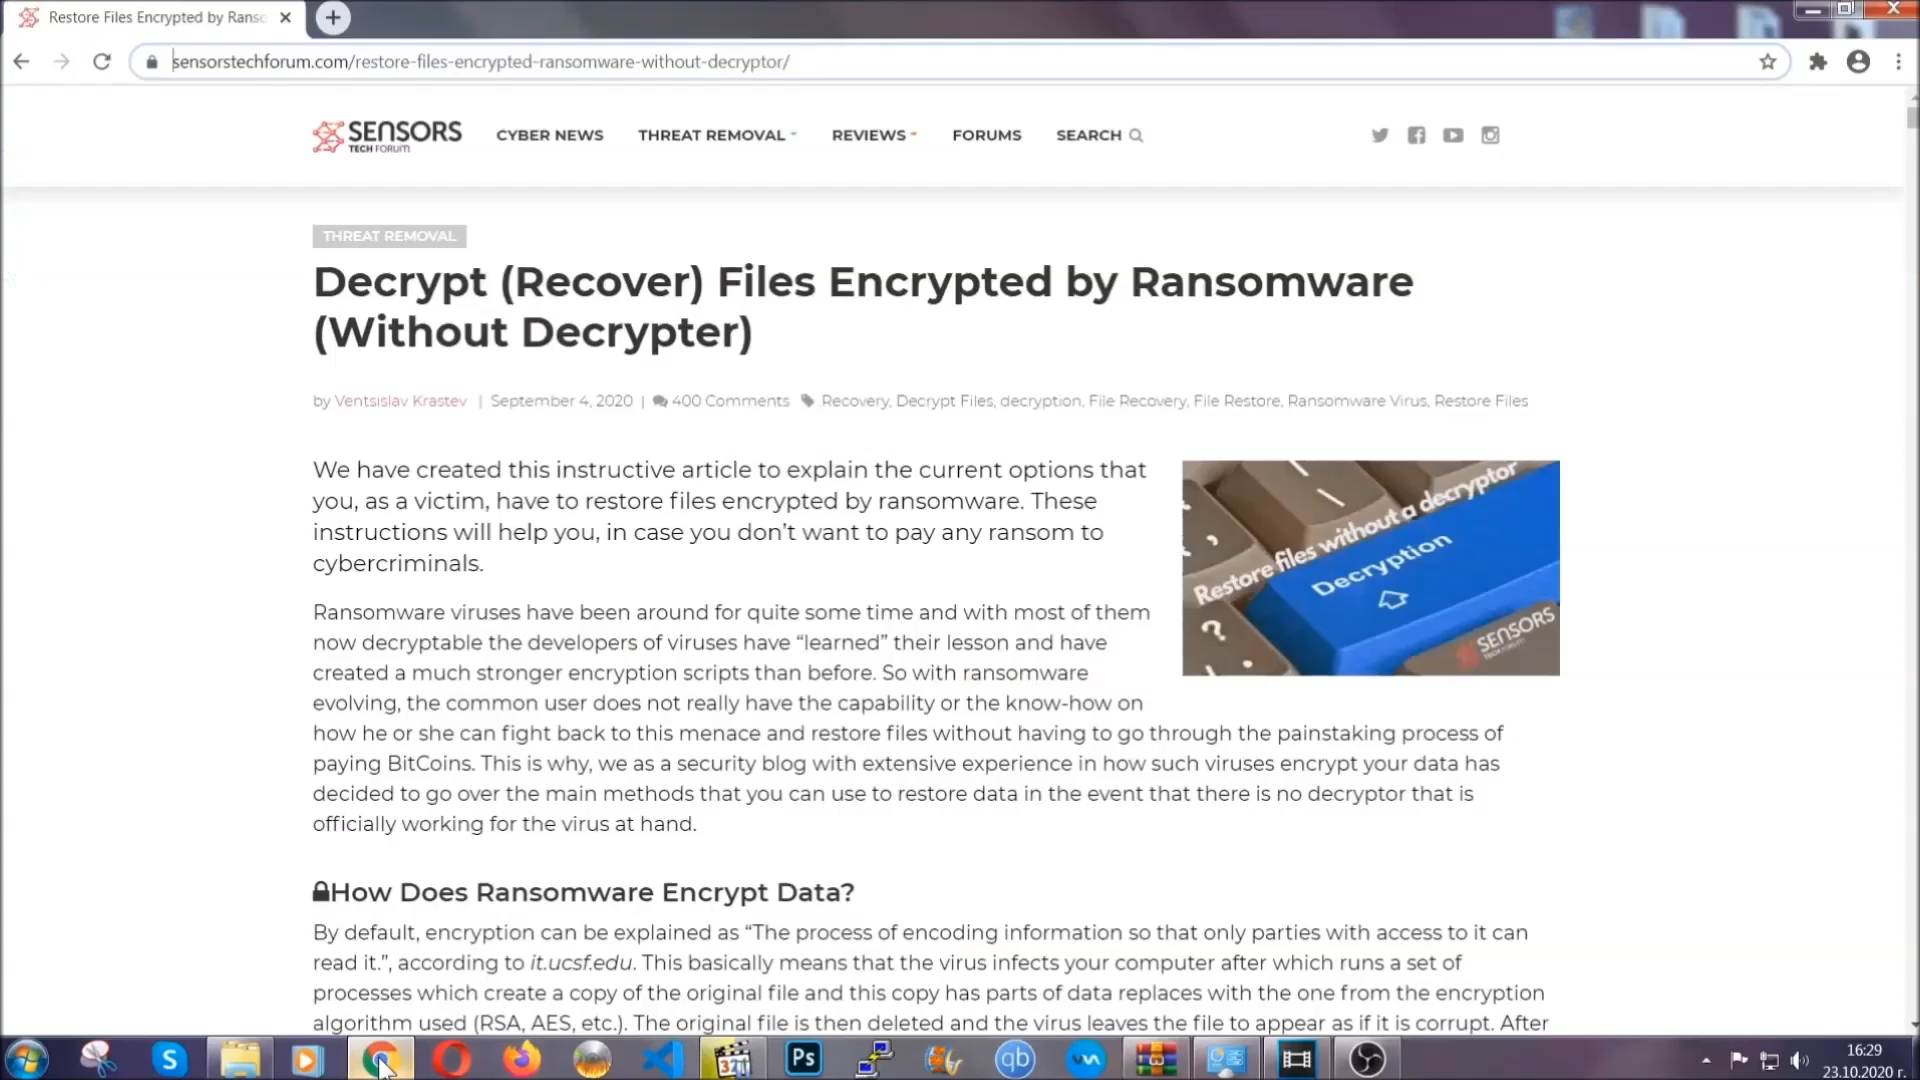 Restore Files Encrypted by Ranso
sensorstechforum.com/restore-files-encrypted-ransomware-without-decryptor/
SENSORS
TECH FORUM
CYBER NEWS
THREAT REMOVAL
REVIEWS
FORUMS
SEARCH
THREAT REMOVAL
Decrypt (Recover) Files Encrypted by Ransomware
(Without Decrypter)
by Ventsislav Krastev | September 4, 2020 | 400 Comments .Recovery, Decrypt Files, decryption, File Recovery, File Restore, Ransomware Virus, Restore Files
We have created this instructive article to explain the current options that
you, as a victim, have to restore files encrypted by ransomware. These
instructions will help you, in case you don’t want to pay any ransom to
cybercriminals.
Restore files without a decryptor
Decryption
SENSORS
TECH FORUM
Ransomware viruses have been around for quite some time and with most of them
now decryptable the developers of viruses have “learned” their lesson and have
created a much stronger encryption scripts than before. So with ransomware
evolving, the common user does not really have the capability or the know-how on
how he or she can fight back to this menace and restore files without having to go through the painstaking process of
paying BitCoins. This is why, we as a security blog with extensive experience in how such viruses encrypt your data has
decided to go over the main methods that you can use to restore data in the event that there is no decryptor that is
officially working for the virus at hand.
How Does Ransomware Encrypt Data?
By default, encryption can be explained as “The process of encoding information so that only parties with access to it can
read it.”, according to it.ucsf.edu. This basically means that the virus infects your computer after which runs a set of
processes which create a copy of the original file and this copy has parts of data replaces with the one from the encryption
algorithm used (RSA, AES, etc.). The original file is then deleted and the virus leaves the file to appear as if it is corrupt. After
S
321
Ps
qb
16:29
23.10.2020 г.